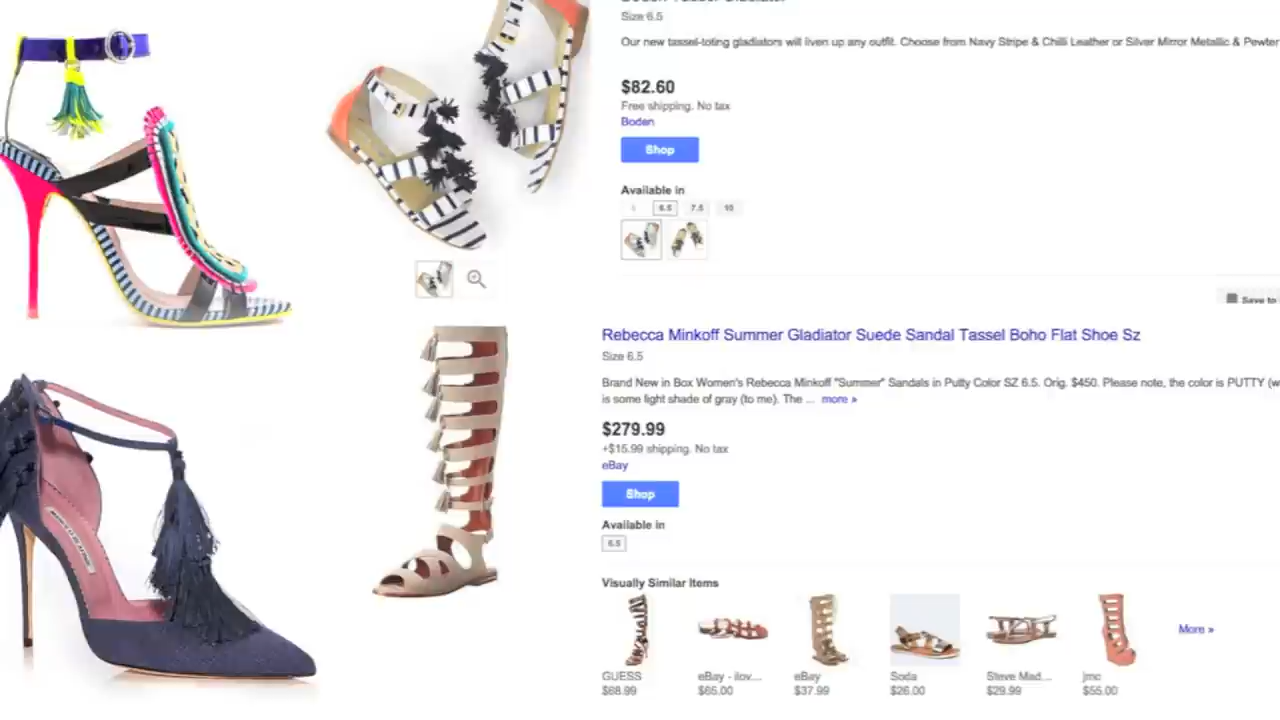 Size 6.5
Our new tassel-toting gladiators will liven up any outfit. Choose from Navy Stripe & Chilli Leather or Silver Mirror Metallic & Pewter
$82.60
Free shipping. No tax
Boden
Shop
Available in
6.5 7.5 10
Save to
Rebecca Minkoff Summer Gladiator Suede Sandal Tassel Boho Flat Shoe Sz
Size 6.5
Brand New in Box Women's Rebecca Minkoff "Summer" Sandals in Putty Color SZ 6.5. Orig. $450. Please note, the color is PUTTY (w
is some light shade of gray (to me). The ... more »
$279.99
+$15.99 shipping. No tax
eBay
Shop
Available in
6.5
Visually Similar Items
More »
GUESS eBay - ilov... eBay Soda Steve Mad... jmc
$68.99 $65.00 $37.99 $26.00 $29.99 $55.00